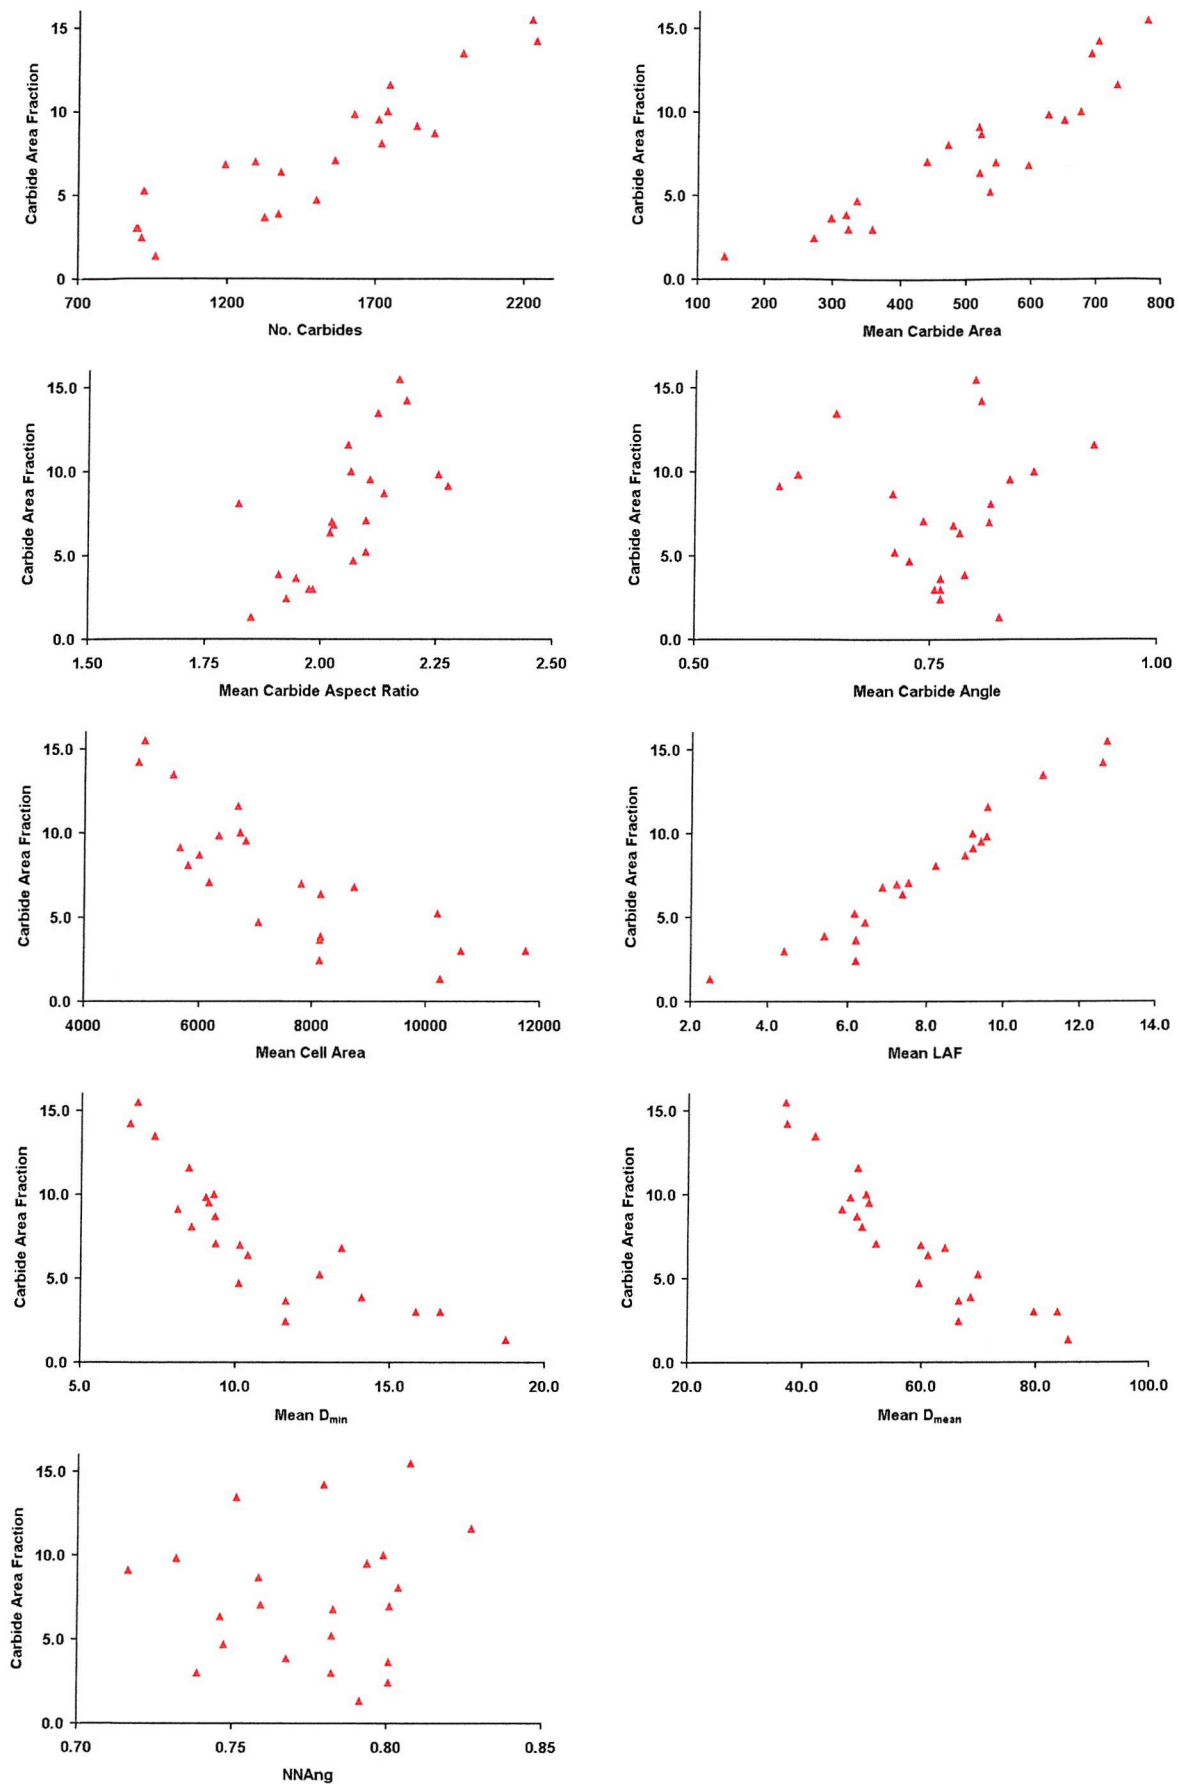 15
10
5
0
Carbide Area Fraction
700 1200 1700 2200
No. Carbides
15.0
10.0
5.0
0.0
Carbide Area Fraction
100 200 300 400 500 600 700 800
Mean Carbide Area
15.0
10.0
5.0
0.0
Carbide Area Fraction
1.50 1.75 2.00 2.25 2.50
Mean Carbide Aspect Ratio
15.0
10.0
5.0
0.0
Carbide Area Fraction
0.50 0.75 1.00
Mean Carbide Angle
15.0
10.0
5.0
0.0
Carbide Area Fraction
4000 6000 8000 10000 12000
Mean Cell Area
15.0
10.0
5.0
0.0
Carbide Area Fraction
2.0 4.0 6.0 8.0 10.0 12.0 14.0
Mean LAF
15.0
10.0
5.0
0.0
Carbide Area Fraction
5.0 10.0 15.0 20.0
Mean Dmin
15.0
10.0
5.0
0.0
Carbide Area Fraction
20.0 40.0 60.0 80.0 100.0
Mean Dmean
15.0
10.0
5.0
0.0
Carbide Area Fraction
0.70 0.75 0.80 0.85
NNAng